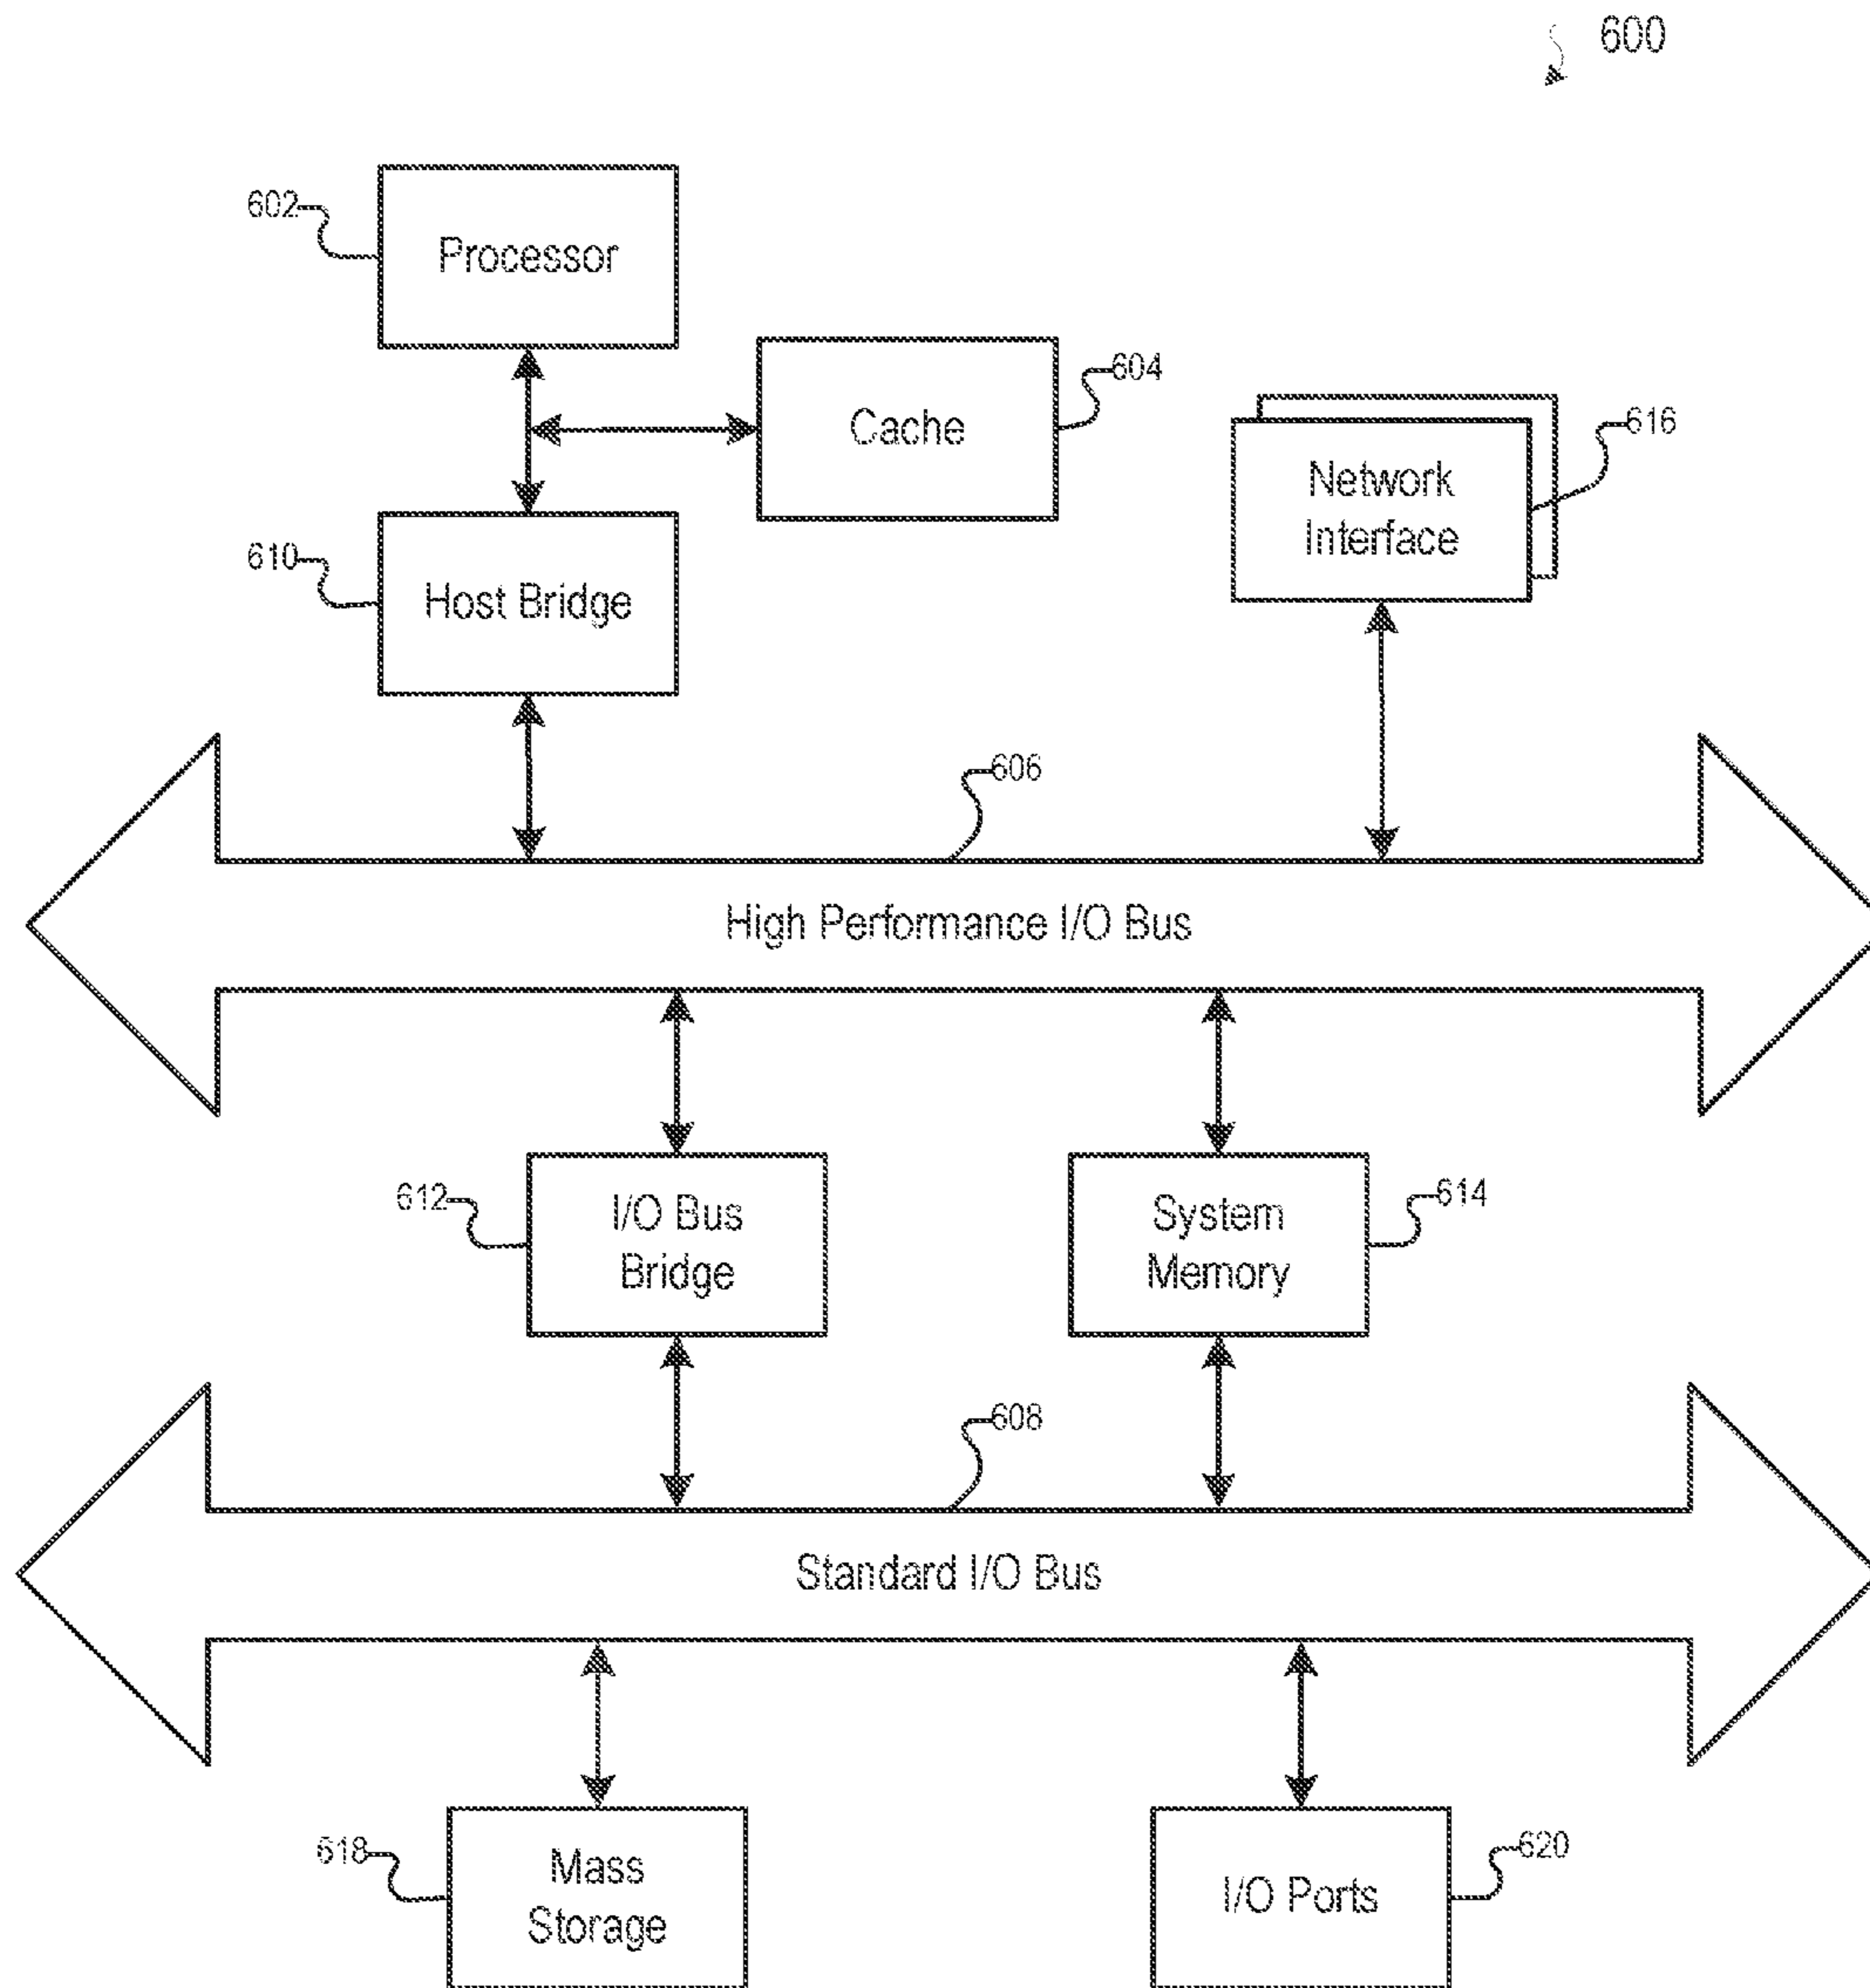 600
602
Processor
Cache
604
Network
Interface
616
610
Host Bridge
606
High Performance I/O Bus
612
I/O Bus
Bridge
System
Memory
614
608
Standard I/O Bus
618
Mass
Storage
I/O Ports
620